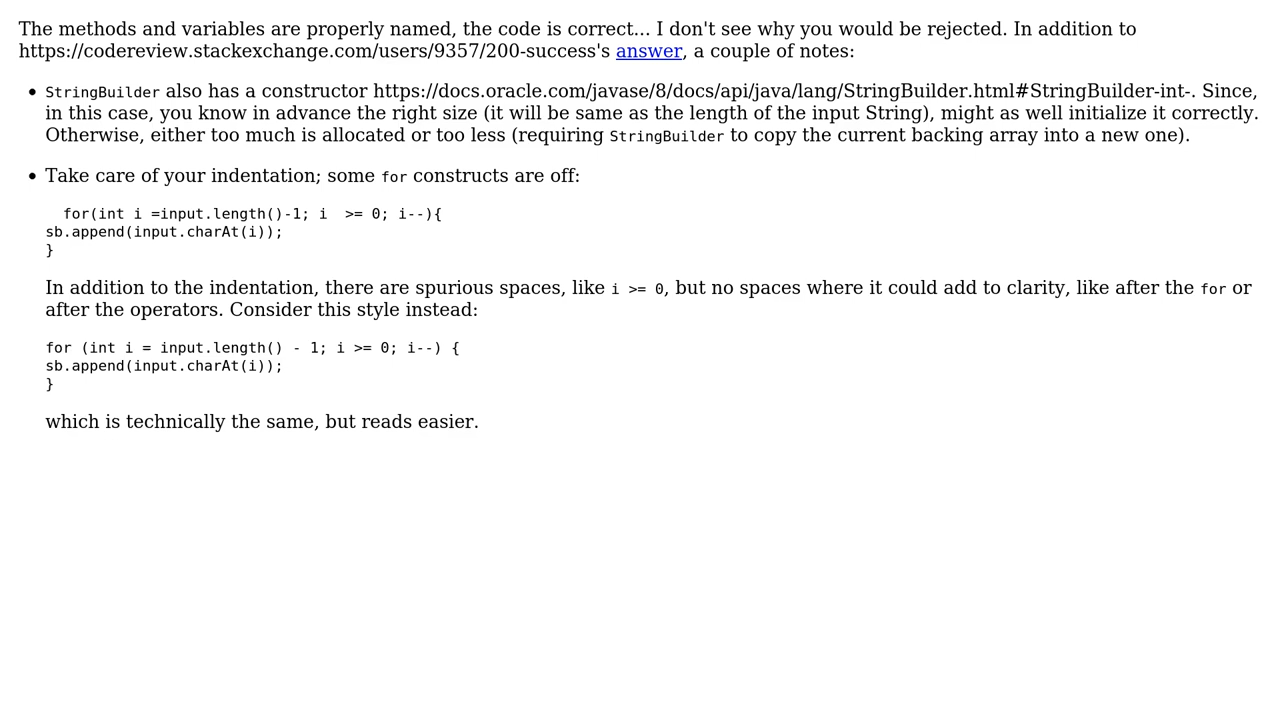 The methods and variables are properly named, the code is correct... I don't see why you would be rejected. In addition to
https://codereview.stackexchange.com/users/9357/200-success's answer, a couple of notes:
• StringBuilder also has a constructor https://docs.oracle.com/javase/8/docs/api/java/lang/StringBuilder.html#StringBuilder-int-. Since,
in this case, you know in advance the right size (it will be same as the length of the input String), might as well initialize it correctly.
Otherwise, either too much is allocated or too less (requiring StringBuilder to copy the current backing array into a new one).
• Take care of your indentation; some for constructs are off:
  for(int i =input.length()-1; i  >= 0; i--){
sb.append(input.charAt(i));
}
In addition to the indentation, there are spurious spaces, like i >= 0, but no spaces where it could add to clarity, like after the for or
after the operators. Consider this style instead:
for (int i = input.length() - 1; i >= 0; i--) {
sb.append(input.charAt(i));
}
which is technically the same, but reads easier.